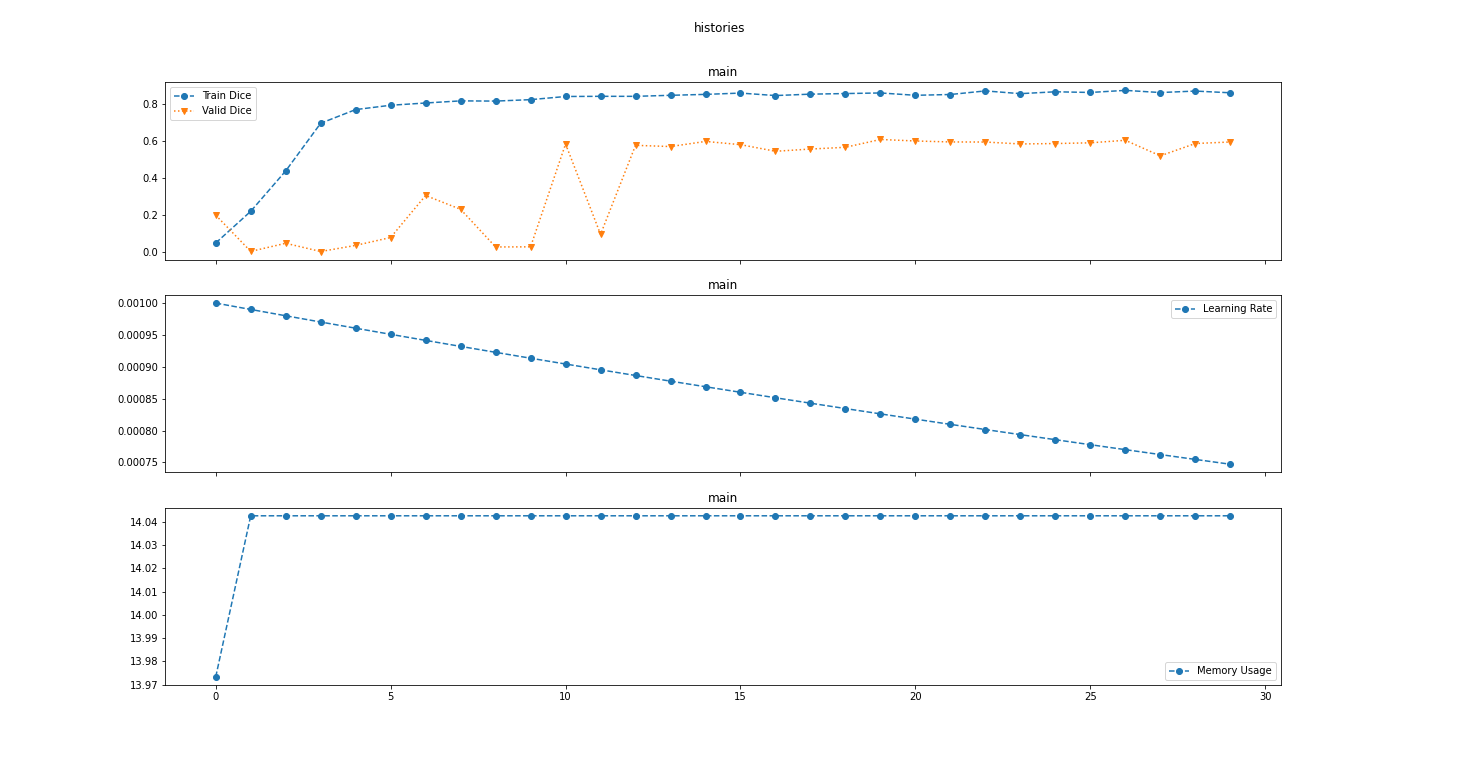 histories
main
Train Dice
Valid Dice
0.8
0.6
0.4
0.2
0.0
main
Learning Rate
0.00100
0.00095
0.00090
0.00085
0.00080
0.00075
main
14.04
14.03
14.02
14.01
14.00
13.99
13.98
13.97
Memory Usage
0 5 10 15 20 25 30